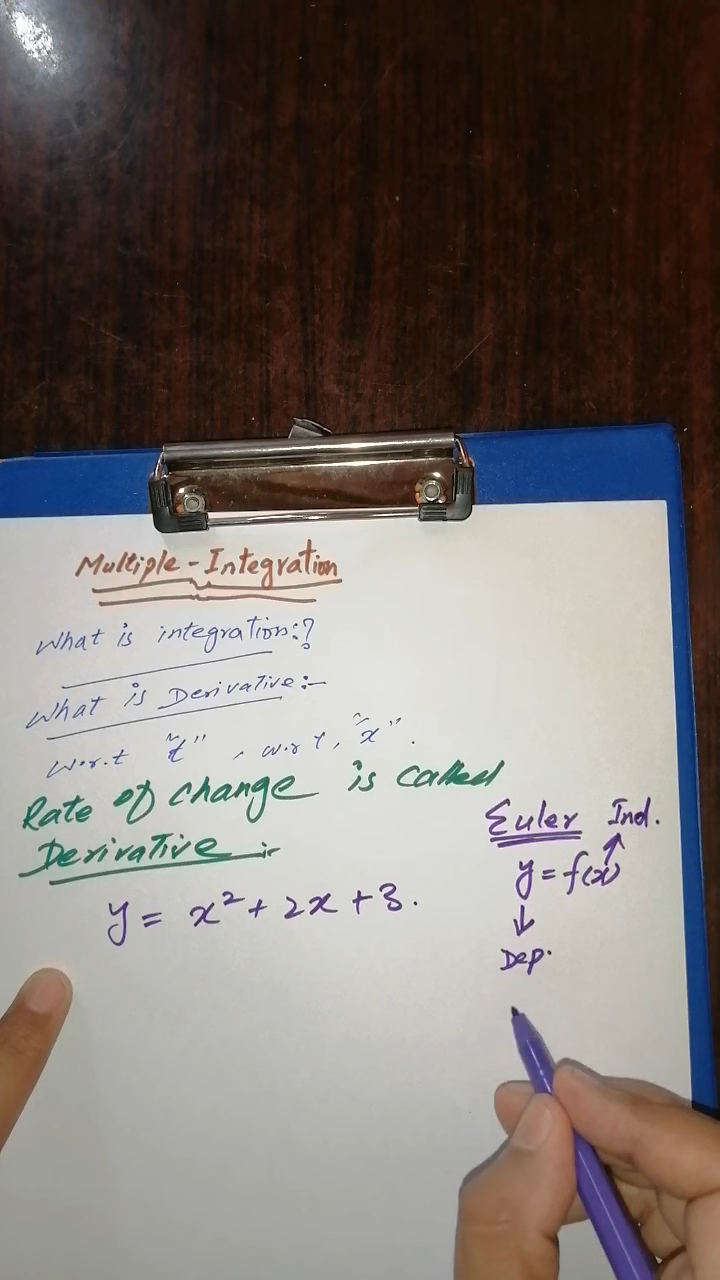 Multiple-Integration
What is integration:?
What is Derivative:-
w.r.t "t", w.r.t, "x".
Rate of change is called
Derivative:-
y = x² + 2x + 3.
Euler Ind.
y = f(x)
↓
Dep.